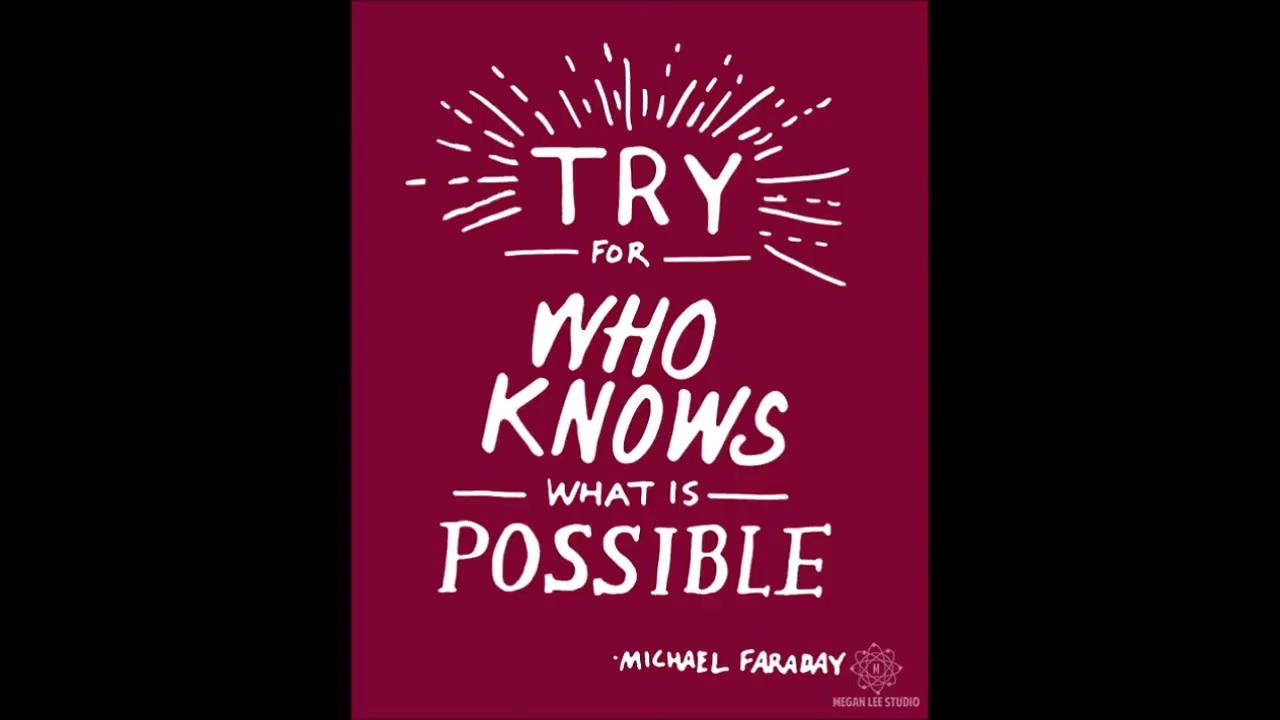 TRY
FOR
WHO
KNOWS
WHAT IS
POSSIBLE
·MICHAEL FARADAY
M
MEGAN LEE STUDIO